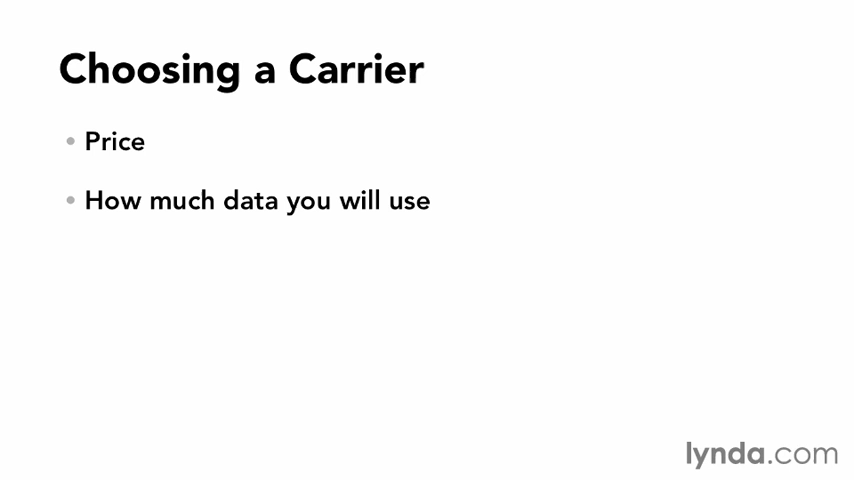 Choosing a Carrier
• Price
• How much data you will use
lynda.com